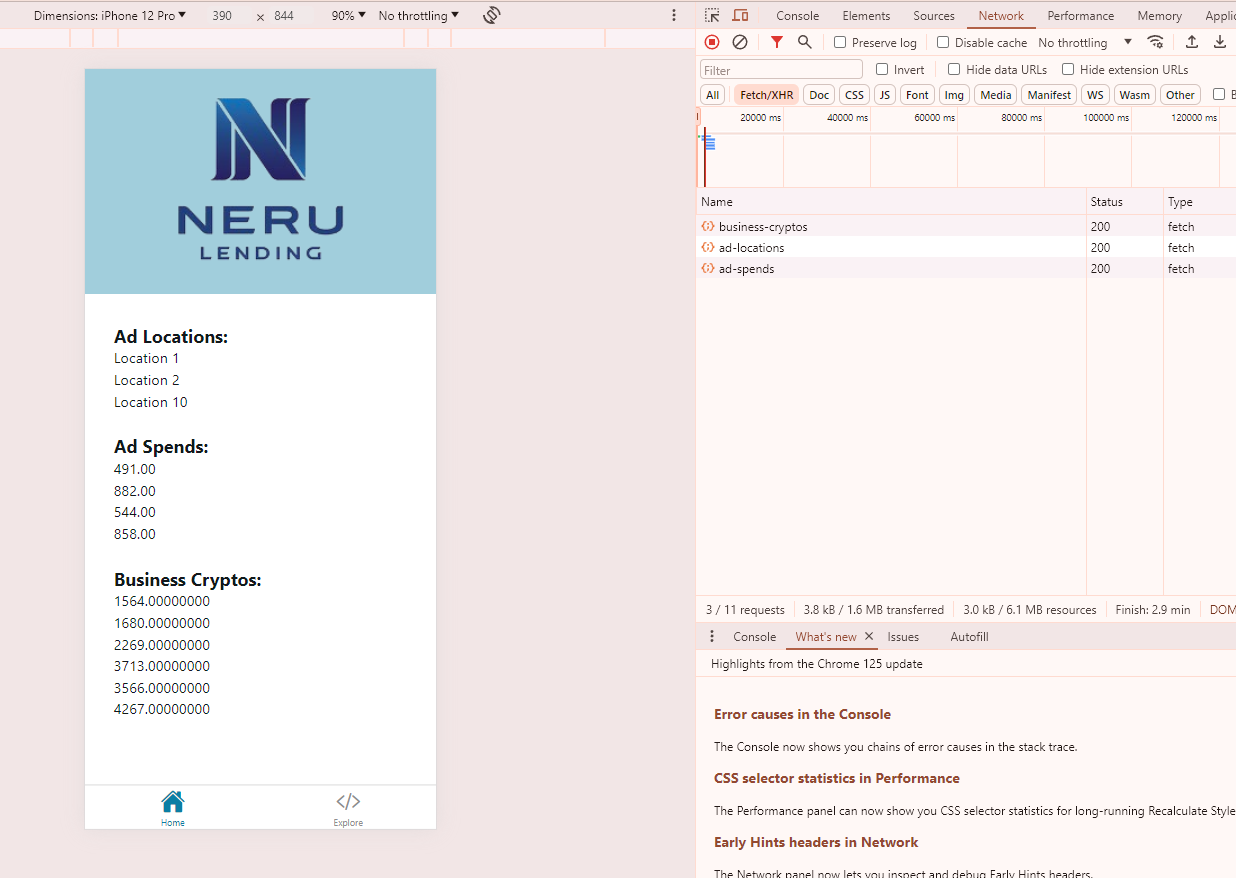 Dimensions: iPhone 12 Pro 390 × 844 90% No throttling
Console Elements Sources Network Performance Memory
Preserve log Disable cache No throttling
Filter Invert Hide data URLs Hide extension URLs
All Fetch/XHR Doc CSS JS Font Img Media Manifest WS Wasm Other
20000 ms 40000 ms 60000 ms 80000 ms 100000 ms 120000 ms
Name Status Type
business-cryptos 200 fetch
ad-locations 200 fetch
ad-spends 200 fetch
3 / 11 requests 3.8 kB / 1.6 MB transferred 3.0 kB / 6.1 MB resources Finish: 2.9 min DOM
Console What's new Issues Autofill
Highlights from the Chrome 125 update
Error causes in the Console
The Console now shows you chains of error causes in the stack trace.
CSS selector statistics in Performance
The Performance panel can now show you CSS selector statistics for long-running Recalculate Style
Early Hints headers in Network
The Network panel now lets you inspect and debug Early Hints headers.
NERU
LENDING
Ad Locations:
Location 1
Location 2
Location 10
Ad Spends:
491.00
882.00
544.00
858.00
Business Cryptos:
1564.00000000
1680.00000000
2269.00000000
3713.00000000
3566.00000000
4267.00000000
Home Explore